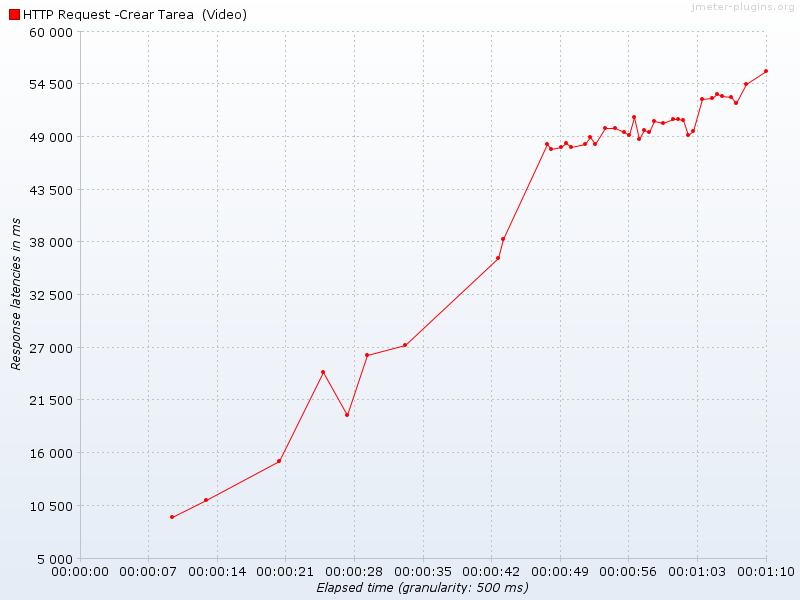 jmeter-plugins.org
HTTP Request -Crear Tarea  (Video)
60 000
54 500
49 000
43 500
38 000
32 500
27 000
21 500
16 000
10 500
5 000
Response latencies in ms
00:00:00 00:00:07 00:00:14 00:00:21 00:00:28 00:00:35 00:00:42 00:00:49 00:00:56 00:01:03 00:01:10
Elapsed time (granularity: 500 ms)